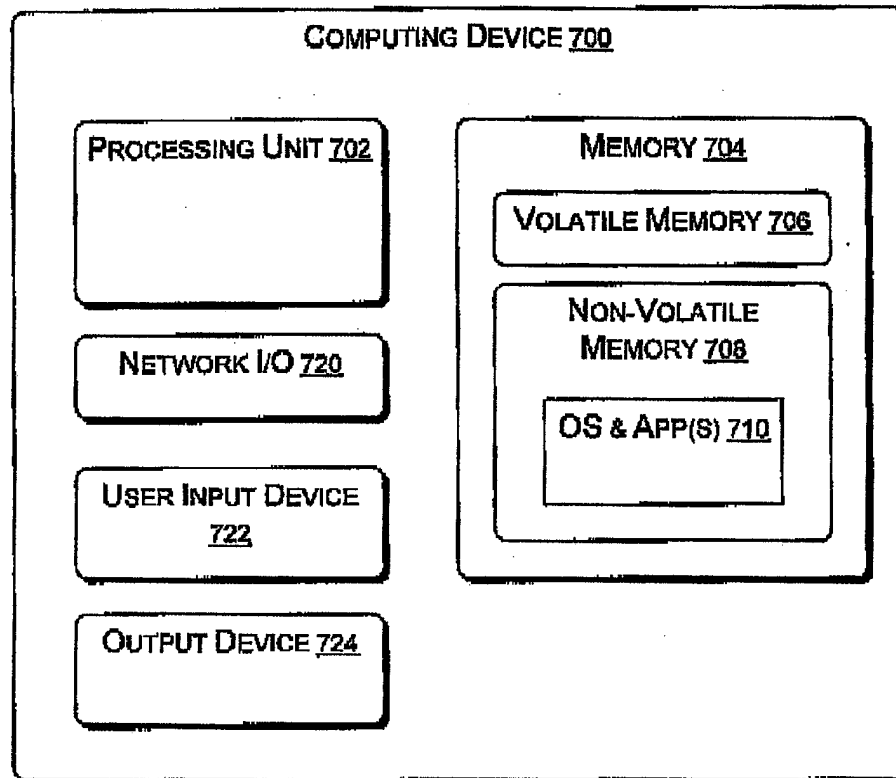 COMPUTING DEVICE 700
PROCESSING UNIT 702
NETWORK I/O 720
USER INPUT DEVICE
722
OUTPUT DEVICE 724
MEMORY 704
VOLATILE MEMORY 706
NON-VOLATILE
MEMORY 708
OS & APP(S) 710